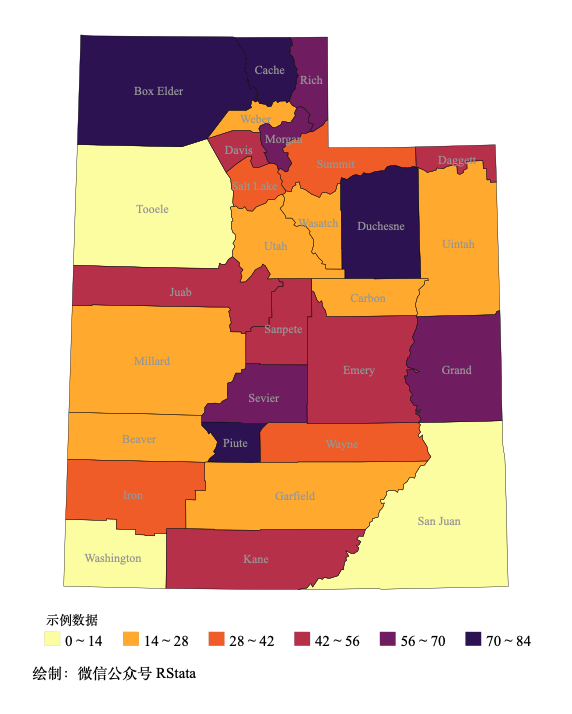 Cache
Rich
Box Elder
Weber
Morgan
Davis
Summit
Daggett
Salt Lake
Tooele
Wasatch
Duchesne
Utah
Uintah
Juab
Carbon
Sanpete
Millard
Emery
Grand
Sevier
Beaver
Piute
Wayne
Iron
Garfield
San Juan
Washington
Kane
示例数据
0 ~ 14 14 ~ 28 28 ~ 42 42 ~ 56 56 ~ 70 70 ~ 84
绘制：微信公众号 RStata